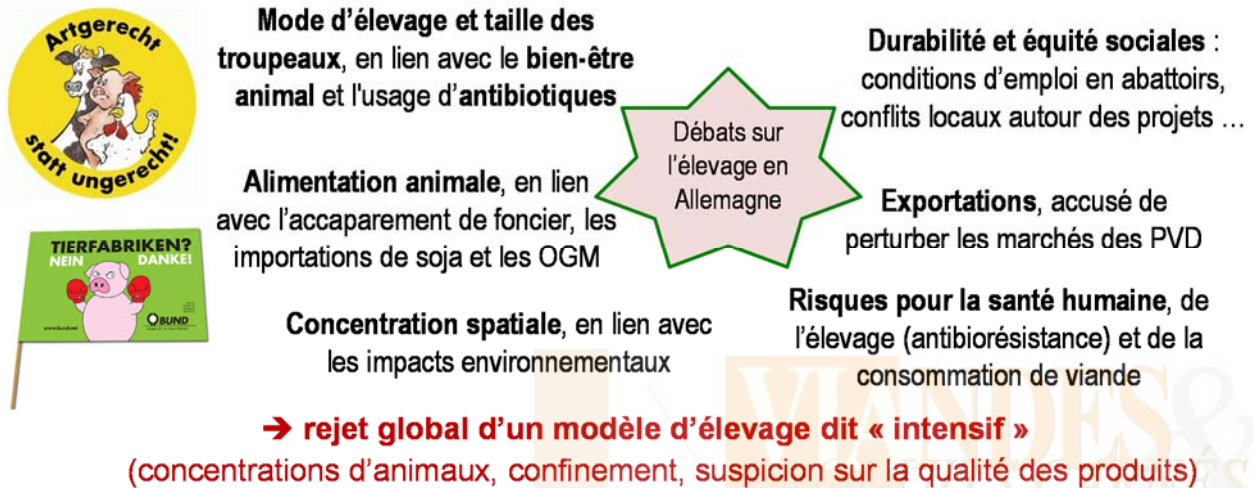 Artgerecht
statt ungerecht!
Mode d'élevage et taille des
troupeaux, en lien avec le bien-être
animal et l'usage d'antibiotiques
Alimentation animale, en lien
avec l'accaparement de foncier, les
importations de soja et les OGM
TIERFABRIKEN?
NEIN DANKE!
www.bund.net
BUND
Concentration spatiale, en lien avec
les impacts environnementaux
Débats sur
l'élevage en
Allemagne
Durabilité et équité sociales :
conditions d'emploi en abattoirs,
conflits locaux autour des projets …
Exportations, accusé de
perturber les marchés des PVD
Risques pour la santé humaine, de
l'élevage (antibiorésistance) et de la
consommation de viande
VIANDES&
➔ rejet global d'un modèle d'élevage dit « intensif »
(concentrations d'animaux, confinement, suspicion sur la qualité des produits)